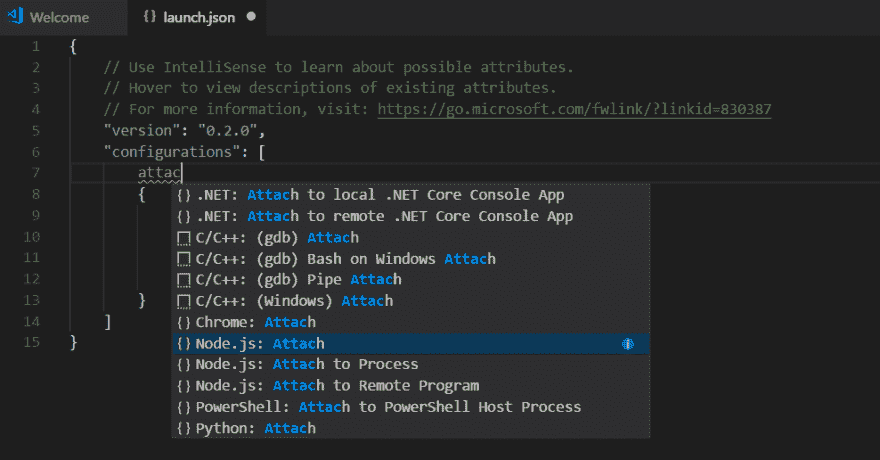 Welcome
{} launch.json ●
1 {
2 // Use IntelliSense to learn about possible attributes.
3 // Hover to view descriptions of existing attributes.
4 // For more information, visit: https://go.microsoft.com/fwlink/?linkid=830387
5 "version": "0.2.0",
6 "configurations": [
7 attac
8 {
{} .NET: Attach to local .NET Core Console App
9
{} .NET: Attach to remote .NET Core Console App
10
C/C++: (gdb) Attach
11
C/C++: (gdb) Bash on Windows Attach
12
C/C++: (gdb) Pipe Attach
13 }
C/C++: (Windows) Attach
14 ]
{} Chrome: Attach
15 }
{} Node.js: Attach
{} Node.js: Attach to Process
{} Node.js: Attach to Remote Program
{} PowerShell: Attach to PowerShell Host Process
{} Python: Attach